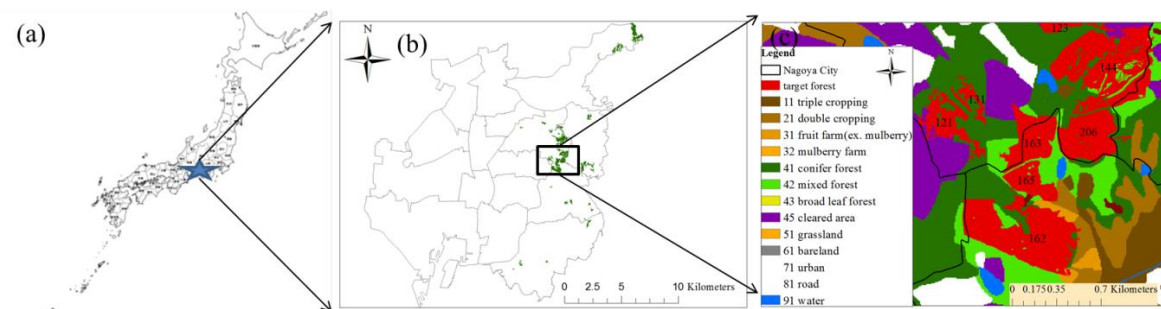 (a)
N
(b)
0 2.5 5 10 Kilometers
(c)
Legend
N
Nagoya City
target forest
11 triple cropping
21 double cropping
31 fruit farm(ex. mulberry)
32 mulberry farm
41 conifer forest
42 mixed forest
43 broad leaf forest
45 cleared area
51 grassland
61 bareland
71 urban
81 road
91 water
123
144
131
121
206
163
165
162
0 0.175 0.35 0.7 Kilometers